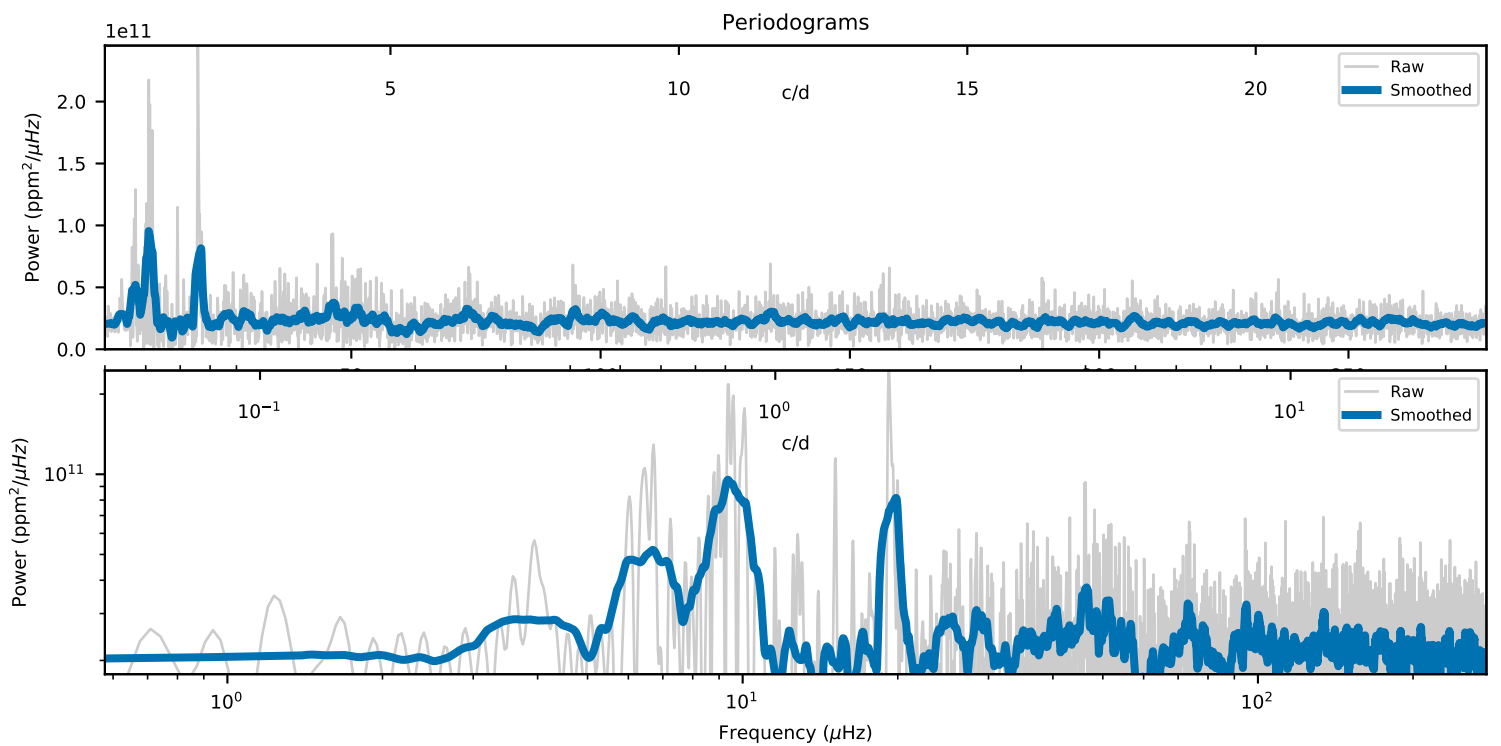 Periodograms
1e11
2.0
1.5
1.0
0.5
0.0
Power (ppm²/μHz)
5
10
15
20
c/d
Raw
Smoothed
10⁻¹
10⁰
10¹
c/d
Raw
Smoothed
10¹¹
Power (ppm²/μHz)
10⁰
10¹
10²
Frequency (μHz)